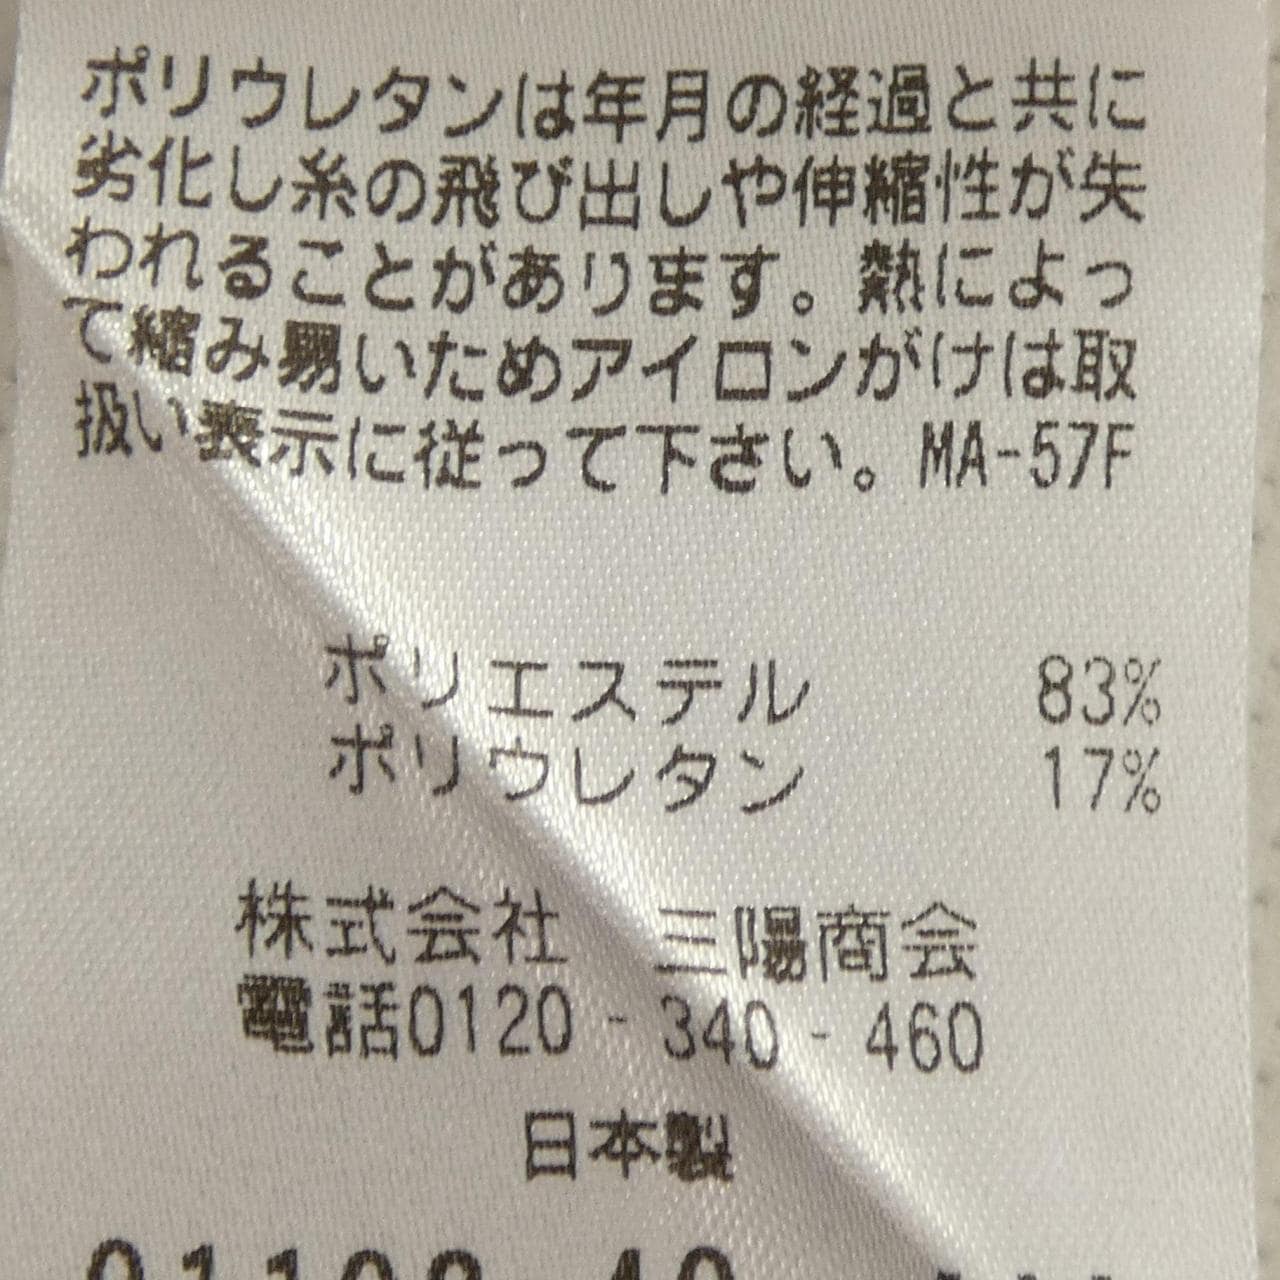 ポリウレタンは年月の経過と共に
劣化し糸の飛び出しや伸縮性が失
われることがあります。熱によっ
て縮み易いためアイロンがけは取
扱い表示に従って下さい。MA-57F
ポリエステル 83%
ポリウレタン 17%
株式会社 三陽商会
電話0120-340-460
日本製